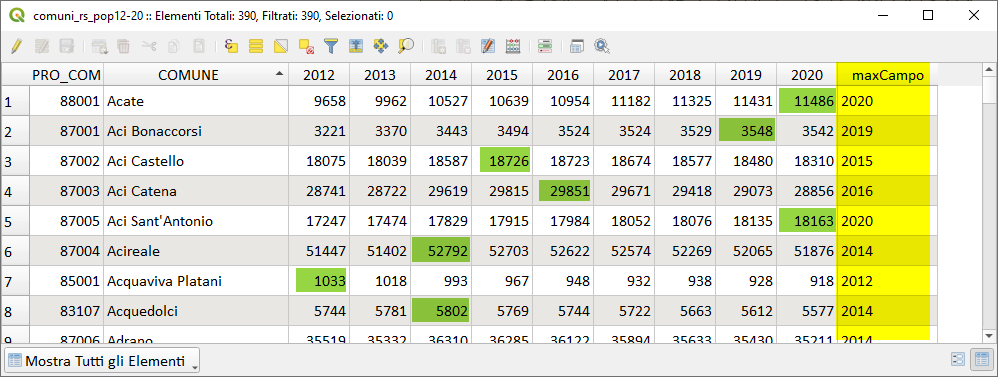 comuni_rs_pop12-20 :: Elementi Totali: 390, Filtrati: 390, Selezionati: 0
PRO_COM COMUNE 2012 2013 2014 2015 2016 2017 2018 2019 2020 maxCampo
1 88001 Acate 9658 9962 10527 10639 10954 11182 11325 11431 11486 2020
2 87001 Aci Bonaccorsi 3221 3370 3443 3494 3524 3524 3529 3548 3542 2019
3 87002 Aci Castello 18075 18039 18587 18726 18723 18674 18577 18480 18310 2015
4 87003 Aci Catena 28741 28722 29619 29815 29851 29671 29418 29073 28856 2016
5 87005 Aci Sant'Antonio 17247 17474 17829 17915 17984 18052 18076 18135 18163 2020
6 87004 Acireale 51447 51402 52792 52703 52622 52574 52269 52065 51876 2014
7 85001 Acquaviva Platani 1033 1018 993 967 948 932 938 928 918 2012
8 83107 Acquedolci 5744 5781 5802 5769 5744 5722 5663 5612 5577 2014
9 87006 Adrano 35519 35332 36310 36285 36122 35894 35633 35430 35211 2014
Mostra Tutti gli Elementi